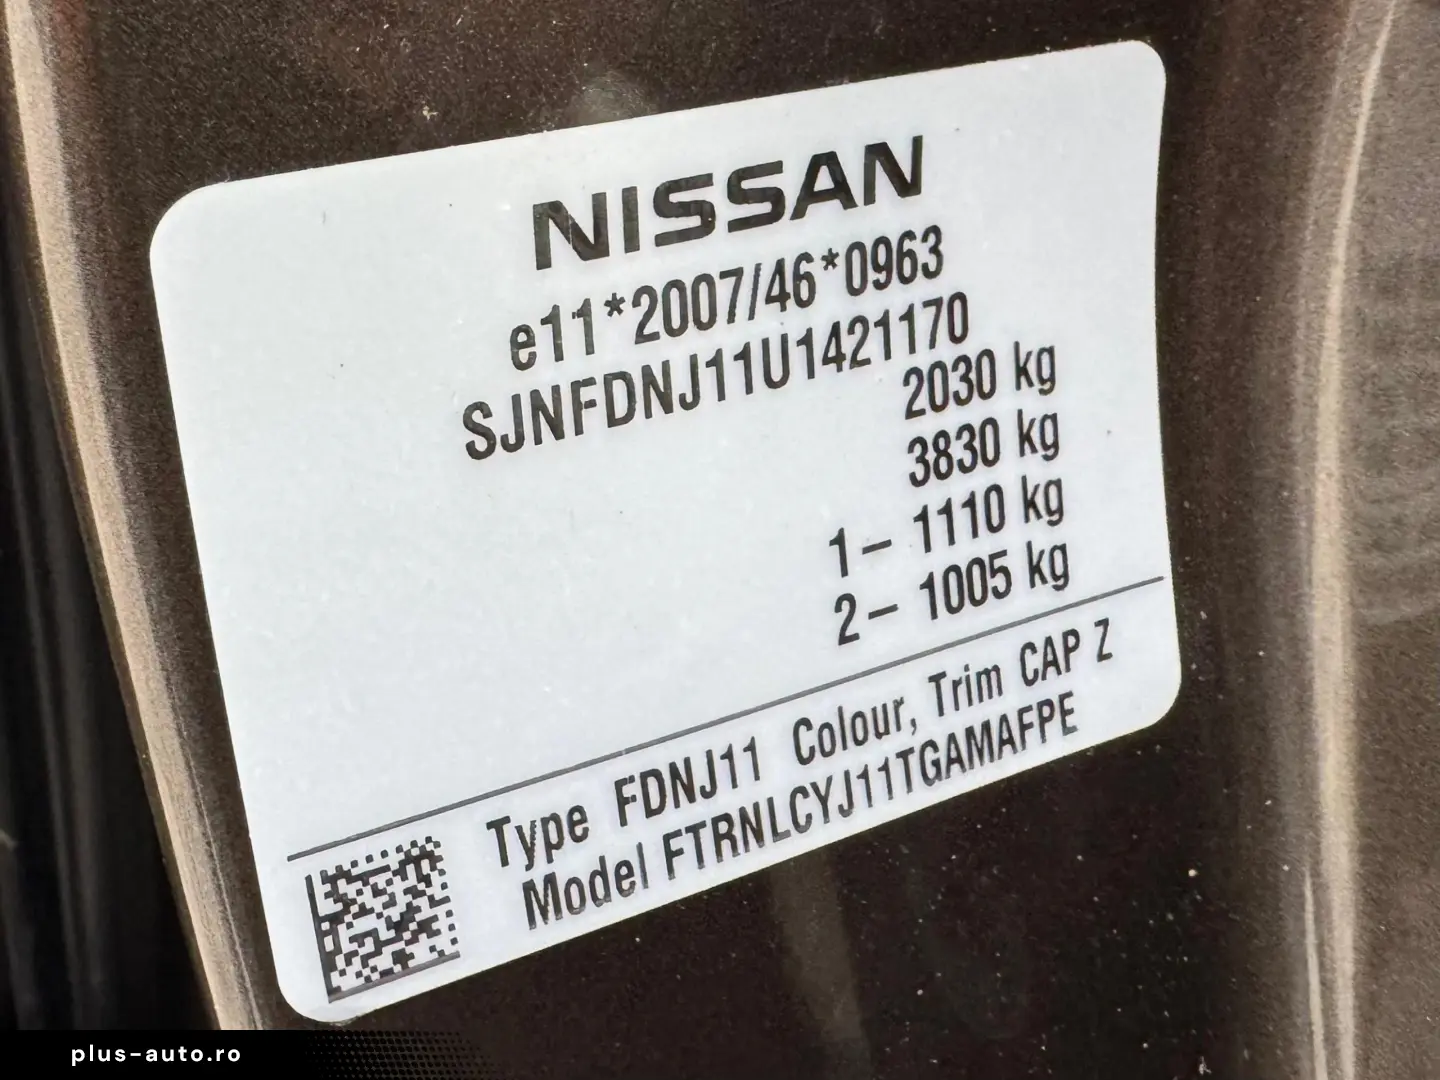 NISSAN
e11*2007/46*0963
SJNFDNJ11U1421170
2030 kg
3830 kg
1– 1110 kg
2– 1005 kg
Type FDNJ11 Colour, Trim CAP Z
Model FTRNLCYJ11TGAMAFPE
plus-auto.ro